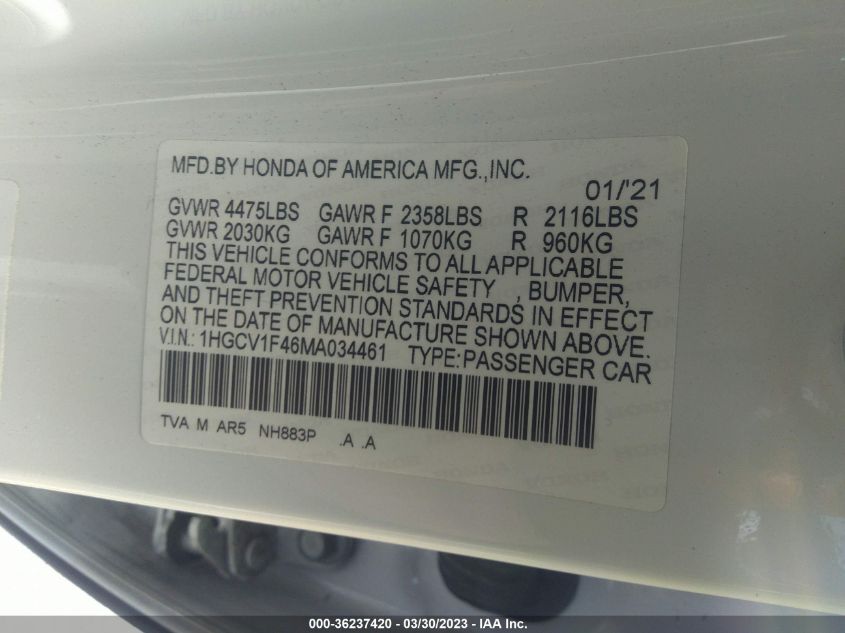 MFD.BY HONDA OF AMERICA MFG.,INC.
01/'21
GVWR 4475LBS GAWR F 2358LBS R 2116LBS
GVWR 2030KG GAWR F 1070KG R 960KG
THIS VEHICLE CONFORMS TO ALL APPLICABLE
FEDERAL MOTOR VEHICLE SAFETY , BUMPER,
AND THEFT PREVENTION STANDARDS IN EFFECT
ON THE DATE OF MANUFACTURE SHOWN ABOVE.
V.I.N.: 1HGCV1F46MA034461 TYPE:PASSENGER CAR
TVA M AR5 NH883P .A .A
000-36237420 - 03/30/2023 - IAA Inc.